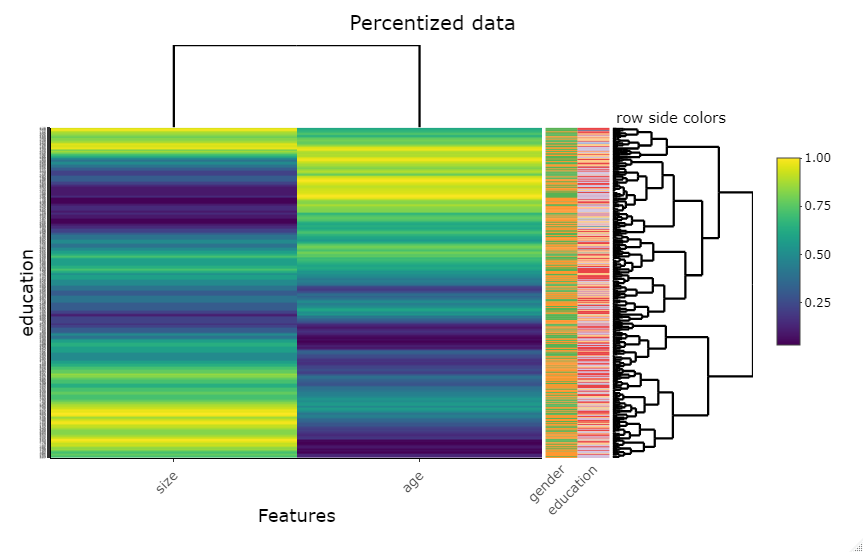 Percentized data
row side colors
1.00
0.75
0.50
0.25
education
size
age
gender
education
Features